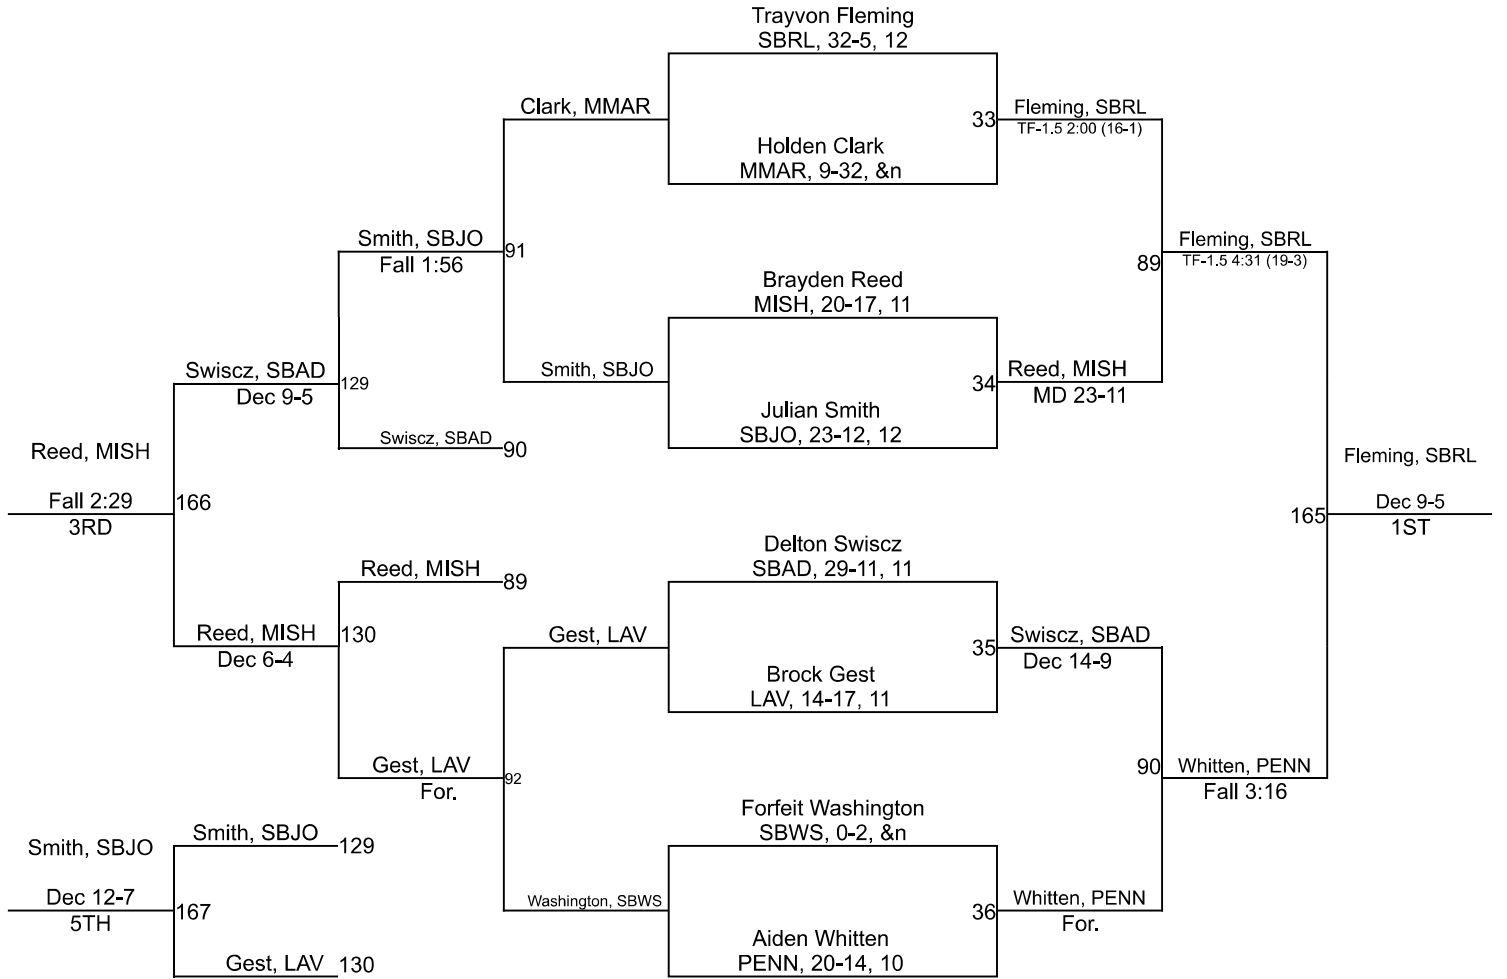 Trayvon Fleming
SBRL, 32-5, 12
Clark, MMAR
33
Fleming, SBRL
TF-1.5 2:00 (16-1)
Holden Clark
MMAR, 9-32, &n
Smith, SBJO
Fall 1:56
91
Fleming, SBRL
TF-1.5 4:31 (19-3)
89
Brayden Reed
MISH, 20-17, 11
Swiscz, SBAD
Dec 9-5
129
Smith, SBJO
34
Reed, MISH
MD 23-11
Julian Smith
SBJO, 23-12, 12
Swiscz, SBAD
90
Reed, MISH
Fall 2:29
3RD
166
Fleming, SBRL
165
Dec 9-5
1ST
Delton Swiscz
SBAD, 29-11, 11
Reed, MISH
89
Reed, MISH
Dec 6-4
130
Gest, LAV
35
Swiscz, SBAD
Dec 14-9
Brock Gest
LAV, 14-17, 11
Gest, LAV
For.
92
90
Whitten, PENN
Fall 3:16
Forfeit Washington
SBWS, 0-2, &n
Smith, SBJO
129
Smith, SBJO
Dec 12-7
5TH
167
Washington, SBWS
36
Whitten, PENN
For.
Aiden Whitten
PENN, 20-14, 10
Gest, LAV
130